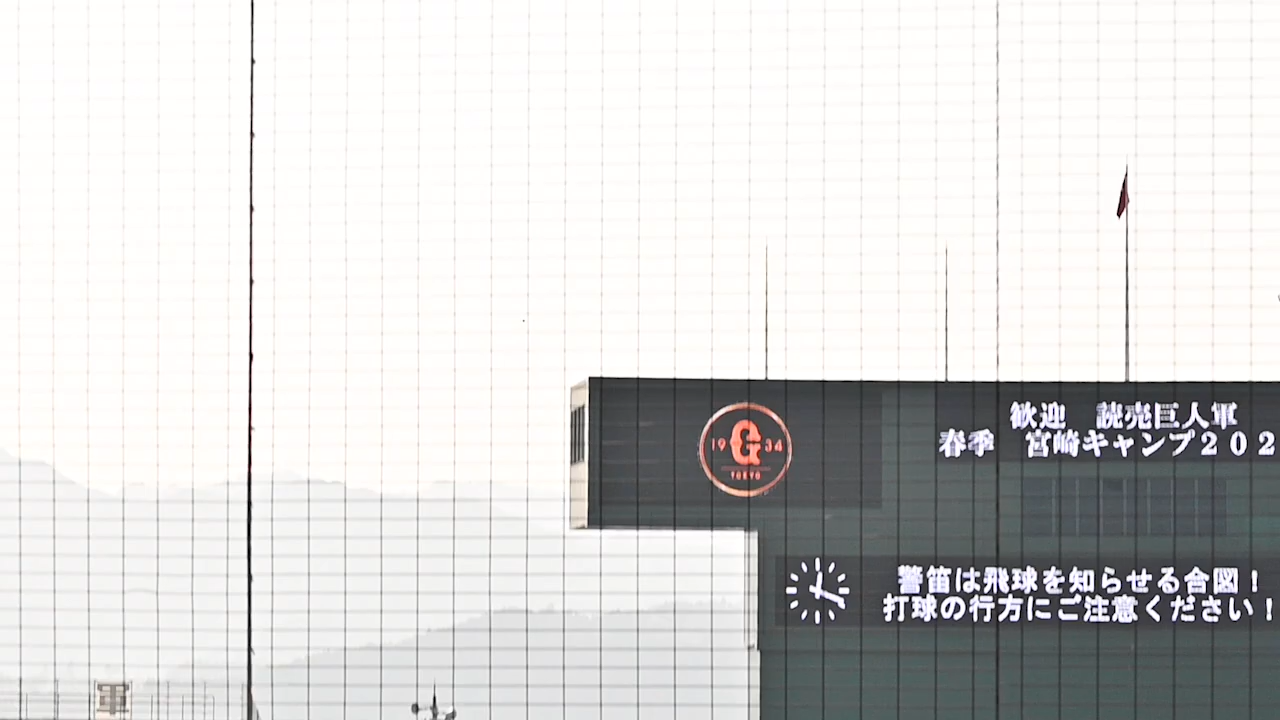 19 G 34
TOKYO
歓迎　読売巨人軍
春季　宮崎キャンプ２０２
警笛は飛球を知らせる合図！
打球の行方にご注意ください！
軍